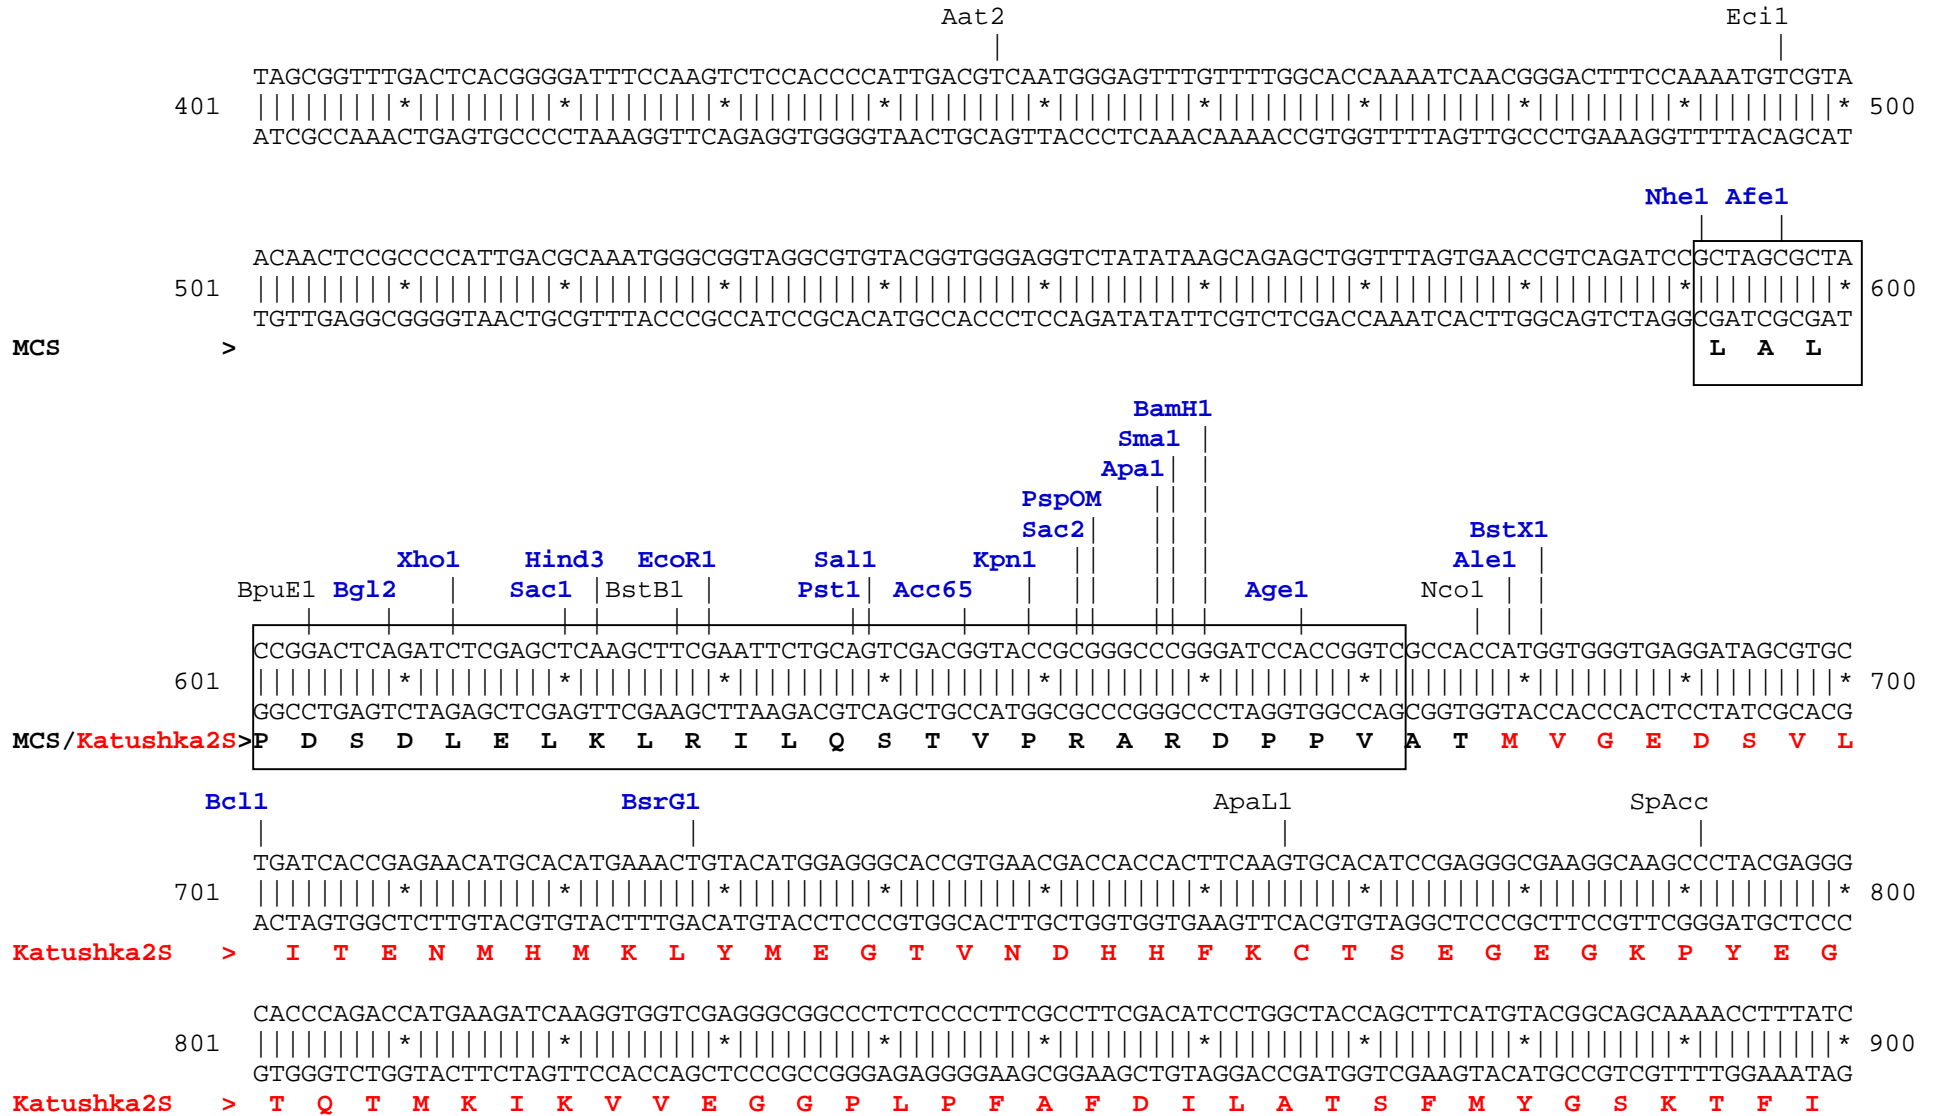 Aat2 Eci1
TAGCGGTTTGACTCACGGGGATTTCCAAGTCTCCACCCCATTGACGTCAATGGGAGTTTGTTTTGGCACCAAAATCAACGGGACTTTCCAAAATGTCGTA
401 |||||||||*|||||||||*|||||||||*|||||||||*|||||||||*|||||||||*|||||||||*|||||||||*|||||||||*|||||||||* 500
ATCGCCAAACTGAGTGCCCCTAAAGGTTCAGAGGTGGGGTAACTGCAGTTACCCTCAAACAAAACCGTGGTTTTAGTTGCCCTGAAAGGTTTTACAGCAT
Nhe1 Afe1
ACAACTCCGCCCCATTGACGCAAATGGGCGGTAGGCGTGTACGGTGGGAGGTCTATATAAGCAGAGCTGGTTTAGTGAACCGTCAGATCCGCTAGCGCTA
501 |||||||||*|||||||||*|||||||||*|||||||||*|||||||||*|||||||||*|||||||||*|||||||||*|||||||||*|||||||||* 600
TGTTGAGGCGGGGTAACTGCGTTTACCCGCCATCCGCACATGCCACCCTCCAGATATATTCGTCTCGACCAAATCACTTGGCAGTCTAGGCGATCGCGAT
MCS > L A L
BamH1
Sma1
Apa1
PspOM
Sac2 BstX1
Xho1 Hind3 EcoR1 Sal1 Kpn1 Ale1
BpuE1 Bgl2 Sac1 BstB1 Pst1 Acc65 Age1 Nco1
CCGGACTCAGATCTCGAGCTCAAGCTTCGAATTCTGCAGTCGACGGTACCGCGGGCCCGGGATCCACCGGTCGCCACCATGGTGGGTGAGGATAGCGTGC
601 |||||||||*|||||||||*|||||||||*|||||||||*|||||||||*|||||||||*|||||||||*|||||||||*|||||||||*|||||||||* 700
GGCCTGAGTCTAGAGCTCGAGTTCGAAGCTTAAGACGTCAGCTGCCATGGCGCCCGGGCCCTAGGTGGCCAGCGGTGGTACCACCCACTCCTATCGCACG
MCS/Katushka2S>P D S D L E L K L R I L Q S T V P R A R D P P V A T M V G E D S V L
Bcl1 BsrG1 ApaL1 SpAcc
TGATCACCGAGAACATGCACATGAAACTGTACATGGAGGGCACCGTGAACGACCACCACTTCAAGTGCACATCCGAGGGCGAAGGCAAGCCCTACGAGGG
701 |||||||||*|||||||||*|||||||||*|||||||||*|||||||||*|||||||||*|||||||||*|||||||||*|||||||||*|||||||||* 800
ACTAGTGGCTCTTGTACGTGTACTTTGACATGTACCTCCCGTGGCACTTGCTGGTGGTGAAGTTCACGTGTAGGCTCCCGCTTCCGTTCGGGATGCTCCC
Katushka2S > I T E N M H M K L Y M E G T V N D H H F K C T S E G E G K P Y E G
CACCCAGACCATGAAGATCAAGGTGGTCGAGGGCGGCCCTCTCCCCTTCGCCTTCGACATCCTGGCTACCAGCTTCATGTACGGCAGCAAAACCTTTATC
801 |||||||||*|||||||||*|||||||||*|||||||||*|||||||||*|||||||||*|||||||||*|||||||||*|||||||||*|||||||||* 900
GTGGGTCTGGTACTTCTAGTTCCACCAGCTCCCGCCGGGAGAGGGGAAGCGGAAGCTGTAGGACCGATGGTCGAAGTACATGCCGTCGTTTTGGAAATAG
Katushka2S > T Q T M K I K V V E G G P L P F A F D I L A T S F M Y G S K T F I